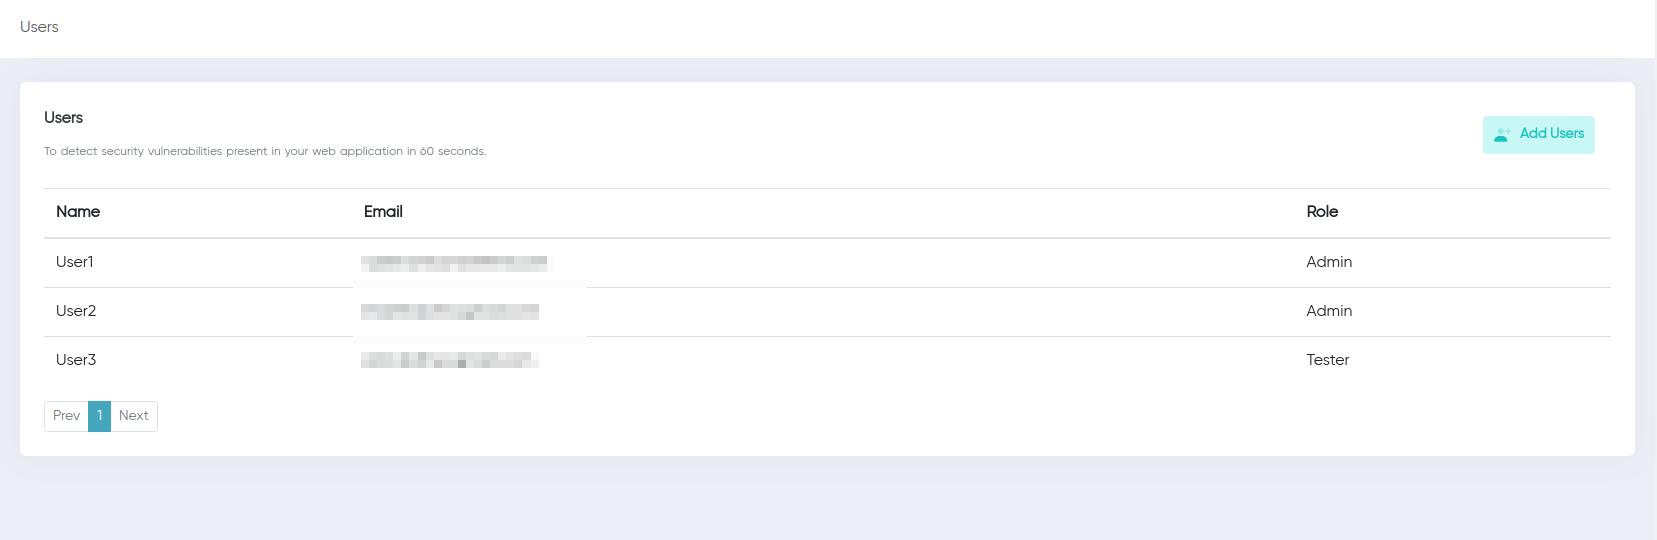 Users
Users
To detect security vulnerabilities present in your web application in 60 seconds.
Add Users
Name Email Role
User1 Admin
User2 Admin
User3 Tester
Prev 1 Next